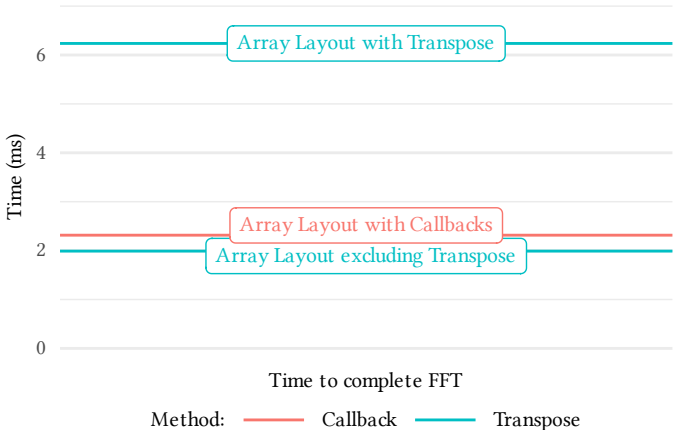 Array Layout with Transpose
6
4
Time (ms)
Array Layout with Callbacks
2
Array Layout excluding Transpose
0
Time to complete FFT
Method: Callback Transpose